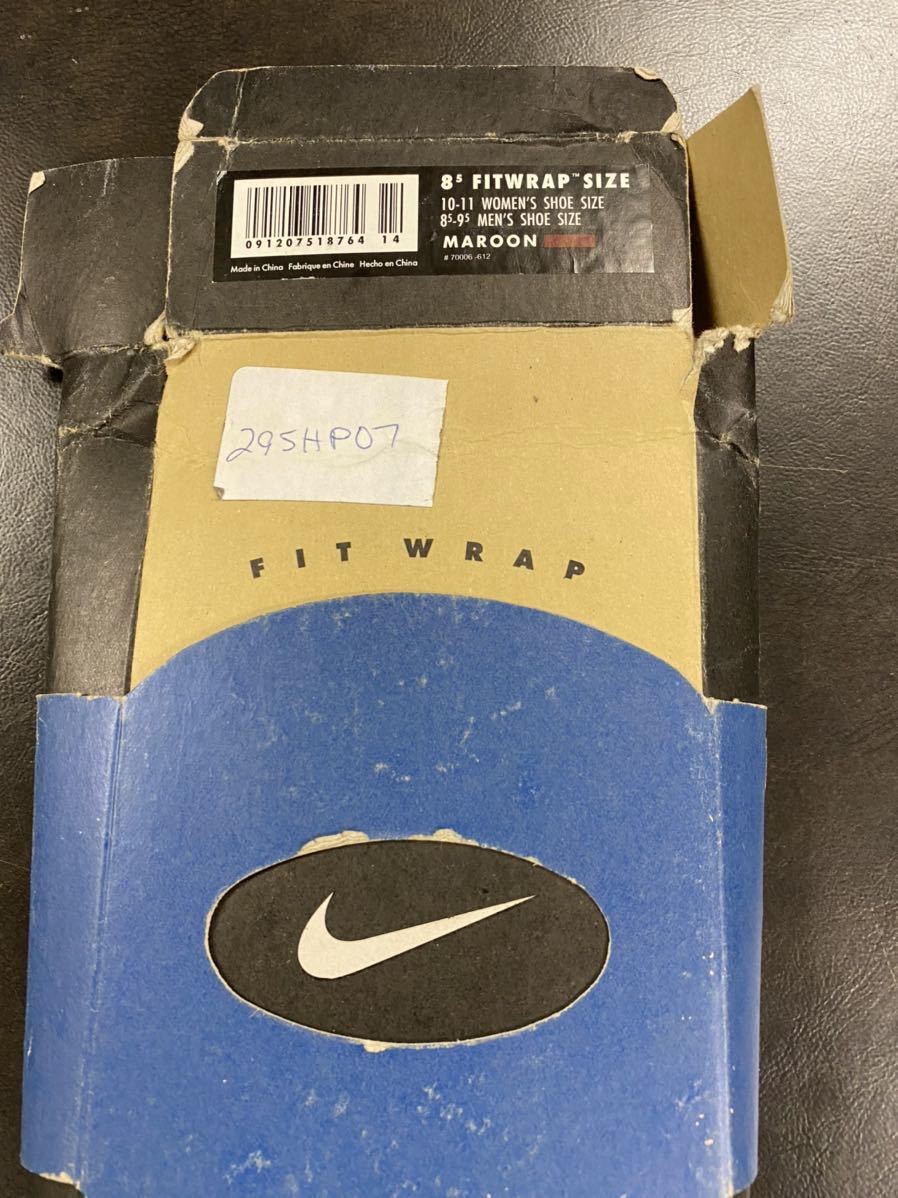 8⁵ FITWRAP™ SIZE
10-11 WOMEN'S SHOE SIZE
8⁵-9⁵ MEN'S SHOE SIZE
MAROON
# 70006 -612
091207518764 14
Made in China Fabriqué en Chine Hecho en China
295HP07
FIT WRAP